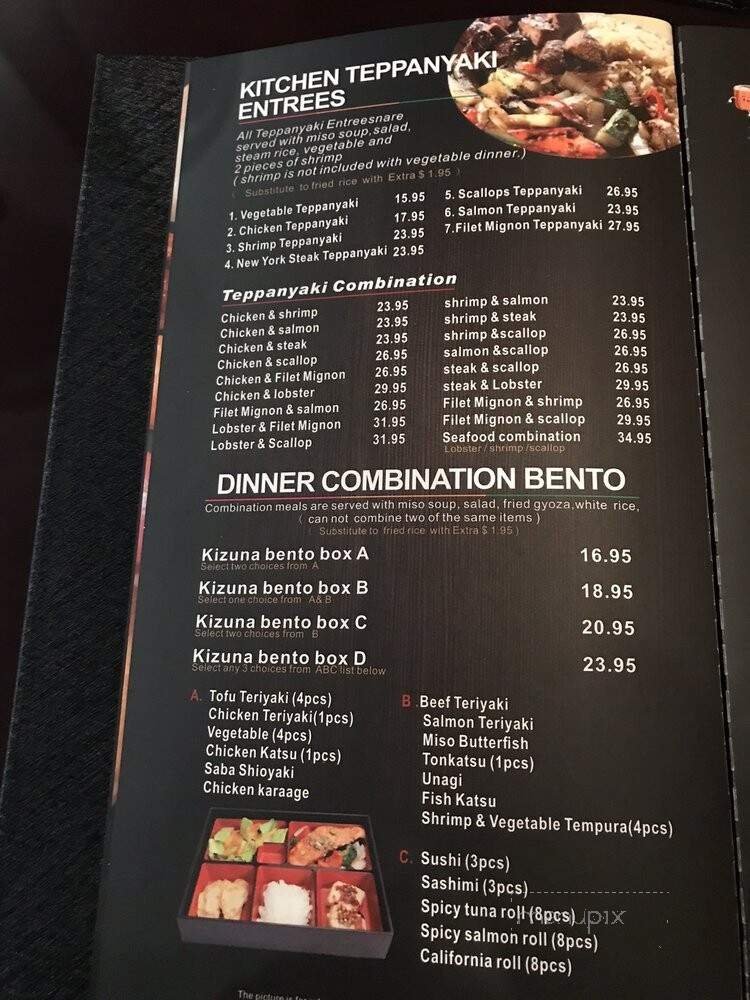 KITCHEN TEPPANYAKI
ENTREES
All Teppanyaki Entreesnare
served with miso soup,salad,
steam rice, vegetable and
2 pieces of shrimp
( shrimp is not included with vegetable dinner.)
( Substitute to fried rice with Extra $ 1.95 )
1. Vegetable Teppanyaki 15.95
2. Chicken Teppanyaki 17.95
3. Shrimp Teppanyaki 23.95
4. New York Steak Teppanyaki 23.95
5. Scallops Teppanyaki 26.95
6. Salmon Teppanyaki 23.95
7.Filet Mignon Teppanyaki 27.95
Teppanyaki Combination
Chicken & shrimp 23.95
Chicken & salmon 23.95
Chicken & steak 23.95
Chicken & scallop 26.95
Chicken & Filet Mignon 26.95
Chicken & lobster 29.95
Filet Mignon & salmon 26.95
Lobster & Filet Mignon 31.95
Lobster & Scallop 31.95
shrimp & salmon 23.95
shrimp & steak 23.95
shrimp &scallop 26.95
salmon &scallop 26.95
steak & scallop 26.95
steak & Lobster 29.95
Filet Mignon & shrimp 26.95
Filet Mignon & scallop 29.95
Seafood combination 34.95
Lobster / shrimp /scallop
DINNER COMBINATION BENTO
Combination meals are served with miso soup, salad, fried gyoza,white rice,
( can not combine two of the same items )
( Substitute to fried rice with Extra $ 1.95 )
Kizuna bento box A 16.95
Select two choices from A
Kizuna bento box B 18.95
Select one choice from A& B
Kizuna bento box C 20.95
Select two choices from B
Kizuna bento box D 23.95
Select any 3 choices from ABC list below
A. Tofu Teriyaki (4pcs)
Chicken Teriyaki(1pcs)
Vegetable (4pcs)
Chicken Katsu (1pcs)
Saba Shioyaki
Chicken karaage
B .Beef Teriyaki
Salmon Teriyaki
Miso Butterfish
Tonkatsu (1pcs)
Unagi
Fish Katsu
Shrimp & Vegetable Tempura(4pcs)
C. Sushi (3pcs)
Sashimi (3pcs)
Spicy tuna roll (8pcs)
Spicy salmon roll (8pcs)
California roll (8pcs)
The picture is